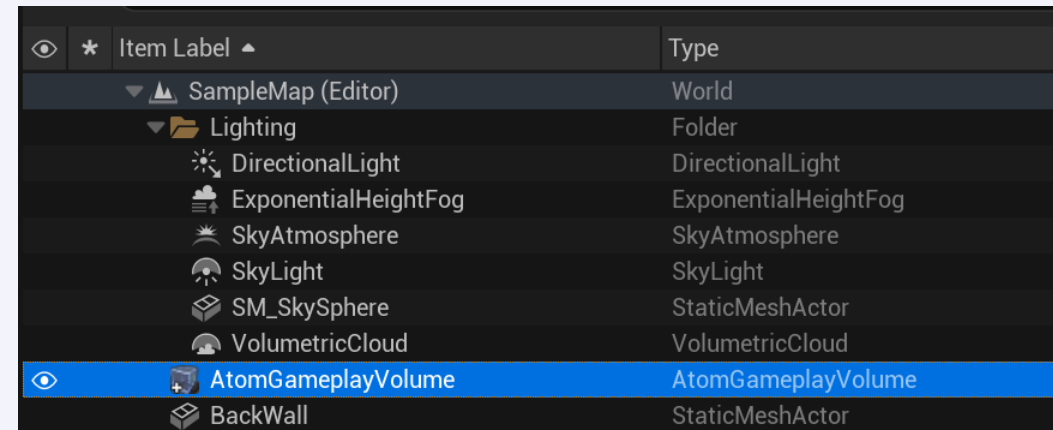 Item Label Type
SampleMap (Editor) World
Lighting Folder
DirectionalLight DirectionalLight
ExponentialHeightFog ExponentialHeightFog
SkyAtmosphere SkyAtmosphere
SkyLight SkyLight
SM_SkySphere StaticMeshActor
VolumetricCloud VolumetricCloud
AtomGameplayVolume AtomGameplayVolume
BackWall StaticMeshActor